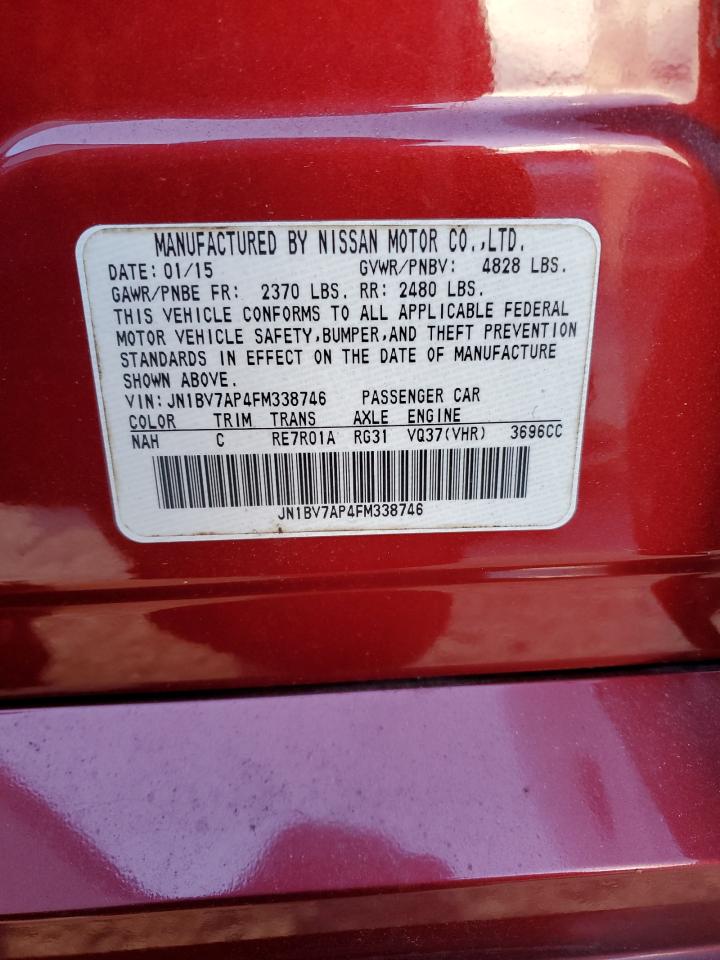 MANUFACTURED BY NISSAN MOTOR CO.,LTD.
DATE: 01/15 GVWR/PNBV: 4828 LBS.
GAWR/PNBE FR: 2370 LBS. RR: 2480 LBS.
THIS VEHICLE CONFORMS TO ALL APPLICABLE FEDERAL
MOTOR VEHICLE SAFETY,BUMPER,AND THEFT PREVENTION
STANDARDS IN EFFECT ON THE DATE OF MANUFACTURE
SHOWN ABOVE.
VIN: JN1BV7AP4FM338746 PASSENGER CAR
COLOR TRIM TRANS AXLE ENGINE
NAH C RE7R01A RG31 VQ37(VHR) 3696CC
JN1BV7AP4FM338746